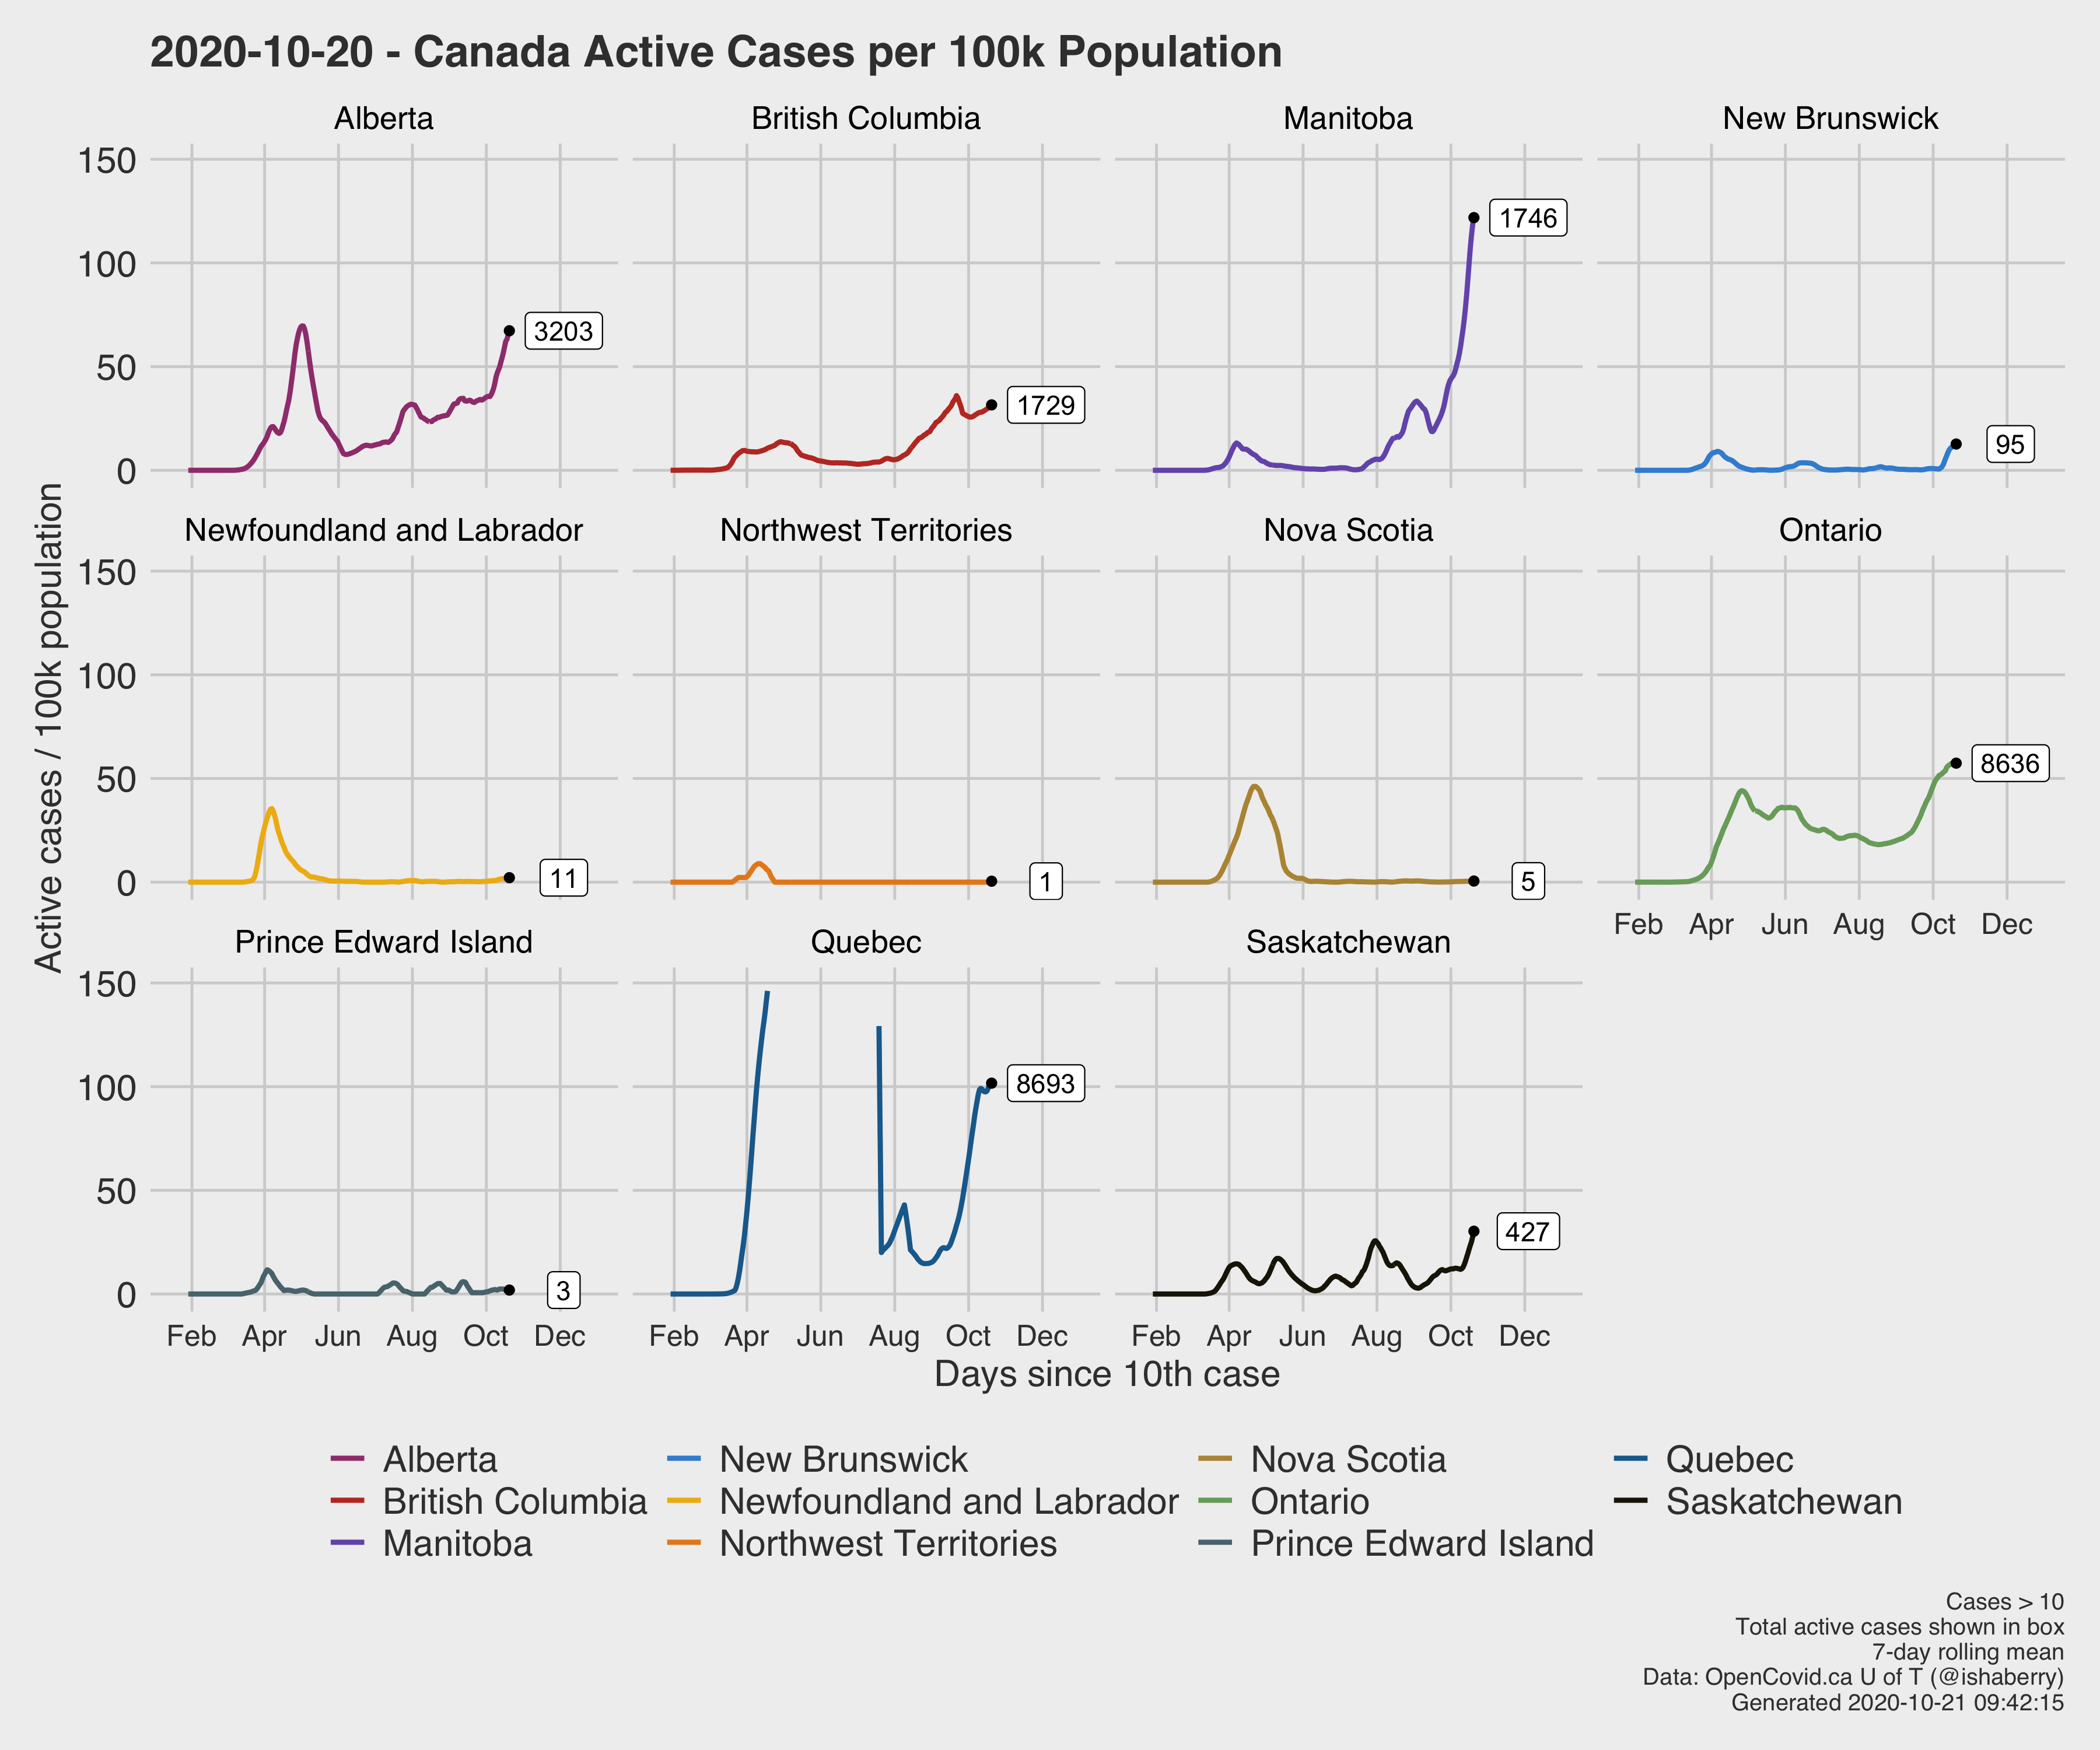 2020-10-20 - Canada Active Cases per 100k Population
Alberta
British Columbia
Manitoba
New Brunswick
150
100
50
0
3203
1729
1746
95
Newfoundland and Labrador
Northwest Territories
Nova Scotia
Ontario
150
100
50
0
11
1
5
8636
Feb Apr Jun Aug Oct Dec
Prince Edward Island
Quebec
Saskatchewan
150
100
50
0
3
8693
427
Feb Apr Jun Aug Oct Dec
Feb Apr Jun Aug Oct Dec
Feb Apr Jun Aug Oct Dec
Active cases / 100k population
Days since 10th case
Alberta
British Columbia
Manitoba
New Brunswick
Newfoundland and Labrador
Northwest Territories
Nova Scotia
Ontario
Prince Edward Island
Quebec
Saskatchewan
Cases > 10
Total active cases shown in box
7-day rolling mean
Data: OpenCovid.ca U of T (@ishaberry)
Generated 2020-10-21 09:42:15